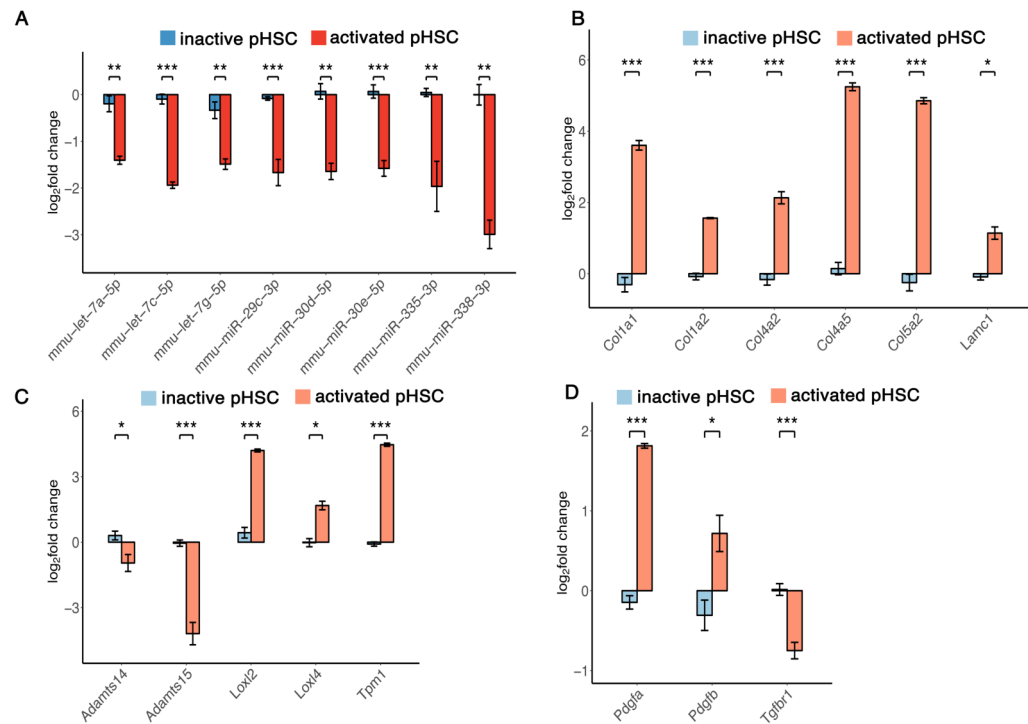 A
inactive pHSC activated pHSC
** *** ** *** ** *** ** **
0
−1
−2
−3
log2fold change
mmu−let−7a−5p
mmu−let−7c−5p
mmu−let−7g−5p
mmu−miR−29c−3p
mmu−miR−30d−5p
mmu−miR−30e−5p
mmu−miR−335−3p
mmu−miR−338−3p
B
inactive pHSC activated pHSC
*** *** *** *** *** *
6
4
2
0
log2fold change
Col1a1
Col1a2
Col4a2
Col4a5
Col5a2
Lamc1
C
inactive pHSC activated pHSC
* *** *** * ***
6
3
0
−3
log2fold change
Adamts14
Adamts15
Loxl2
Loxl4
Tpm1
D
inactive pHSC activated pHSC
*** * ***
2
1
0
−1
log2fold change
Pdgfa
Pdgfb
Tgfbr1